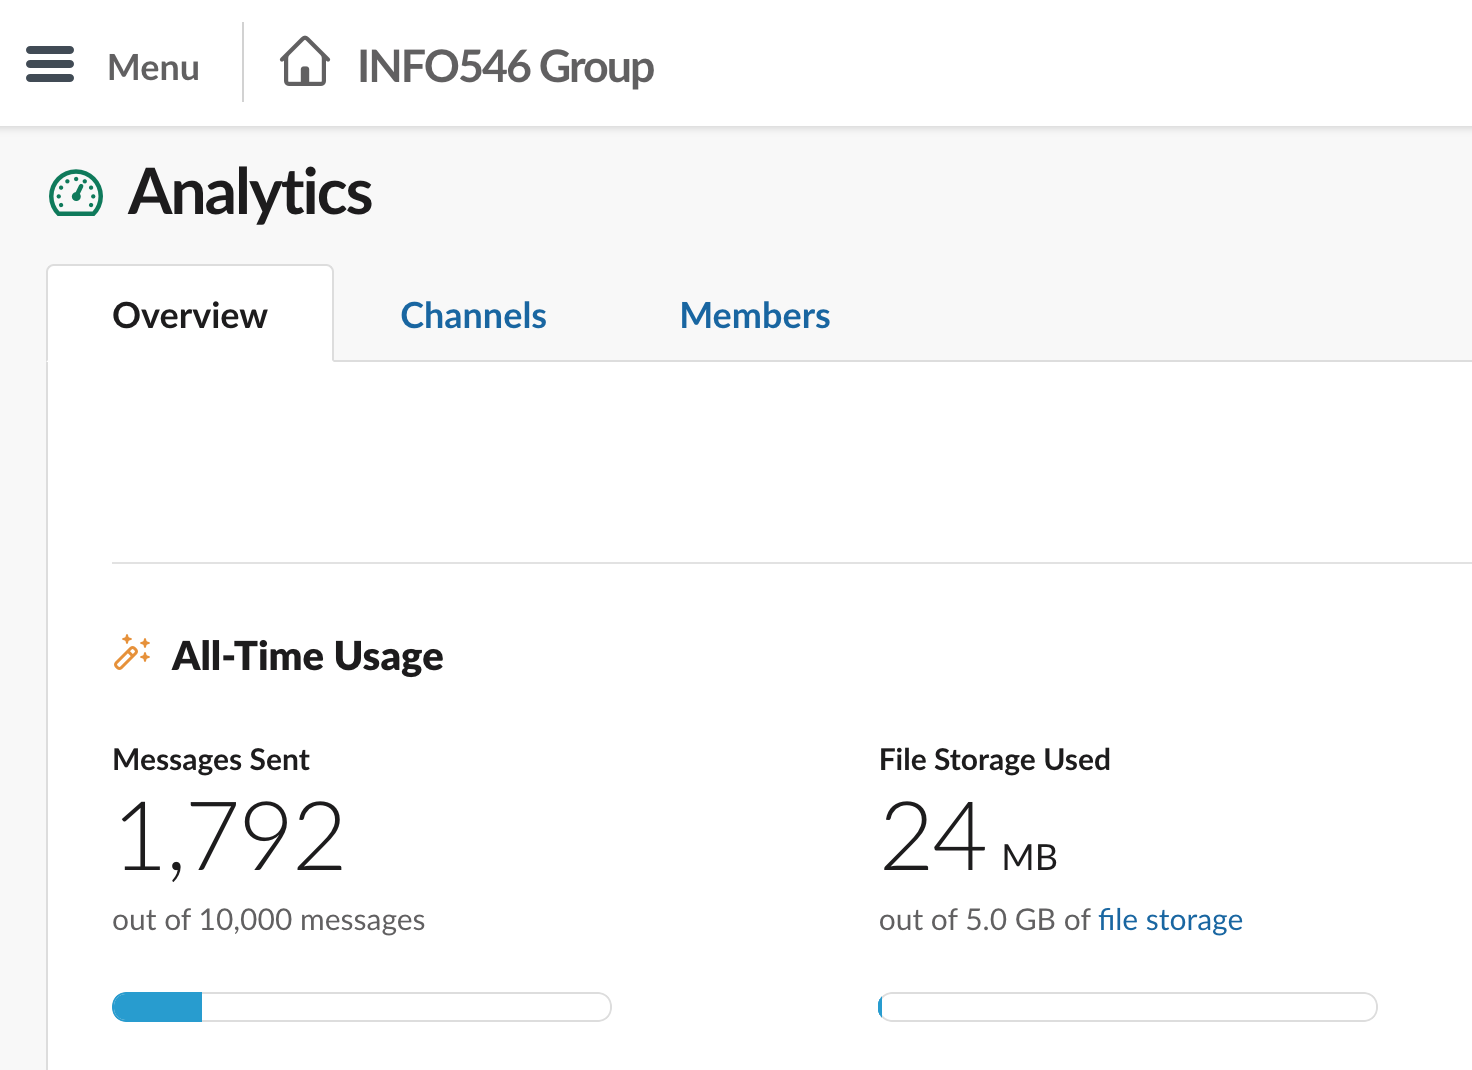 Menu
INFO546 Group
Analytics
Overview
Channels
Members
All-Time Usage
Messages Sent
1,792
out of 10,000 messages
File Storage Used
24 MB
out of 5.0 GB of file storage